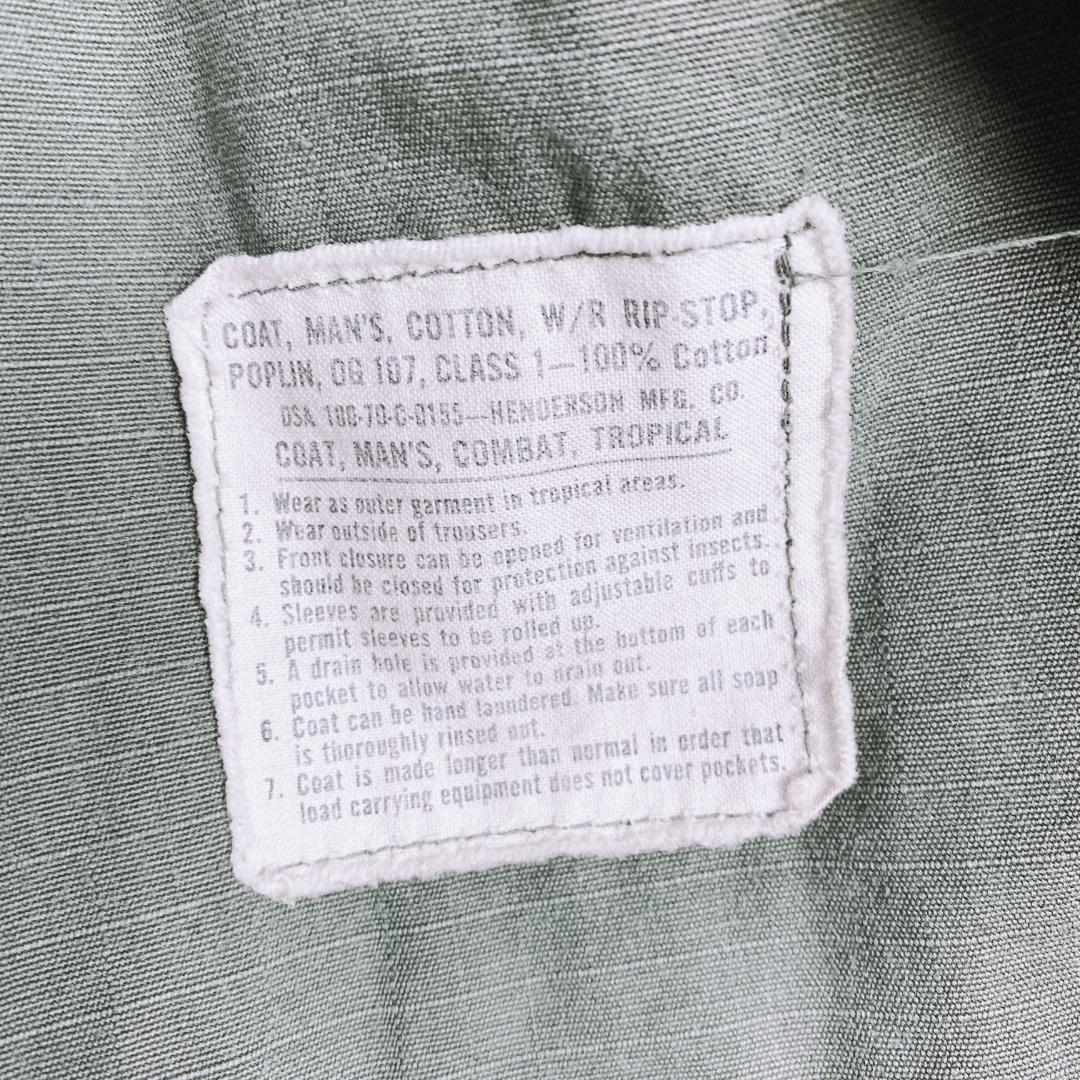 COAT, MAN'S, COTTON, W/R RIP-STOP,
POPLIN, OG 107, CLASS 1—100% Cotton
DSA 100-70-C-0155—HENDERSON MFG. CO.
COAT, MAN'S, COMBAT, TROPICAL
1. Wear as outer garment in tropical areas.
2. Wear outside of trousers.
3. Front closure can be opened for ventilation and
should be closed for protection against insects.
4. Sleeves are provided with adjustable cuffs to
permit sleeves to be rolled up.
5. A drain hole is provided at the bottom of each
pocket to allow water to drain out.
6. Coat can be hand laundered. Make sure all soap
is thoroughly rinsed out.
7. Coat is made longer than normal in order that
load carrying equipment does not cover pockets.